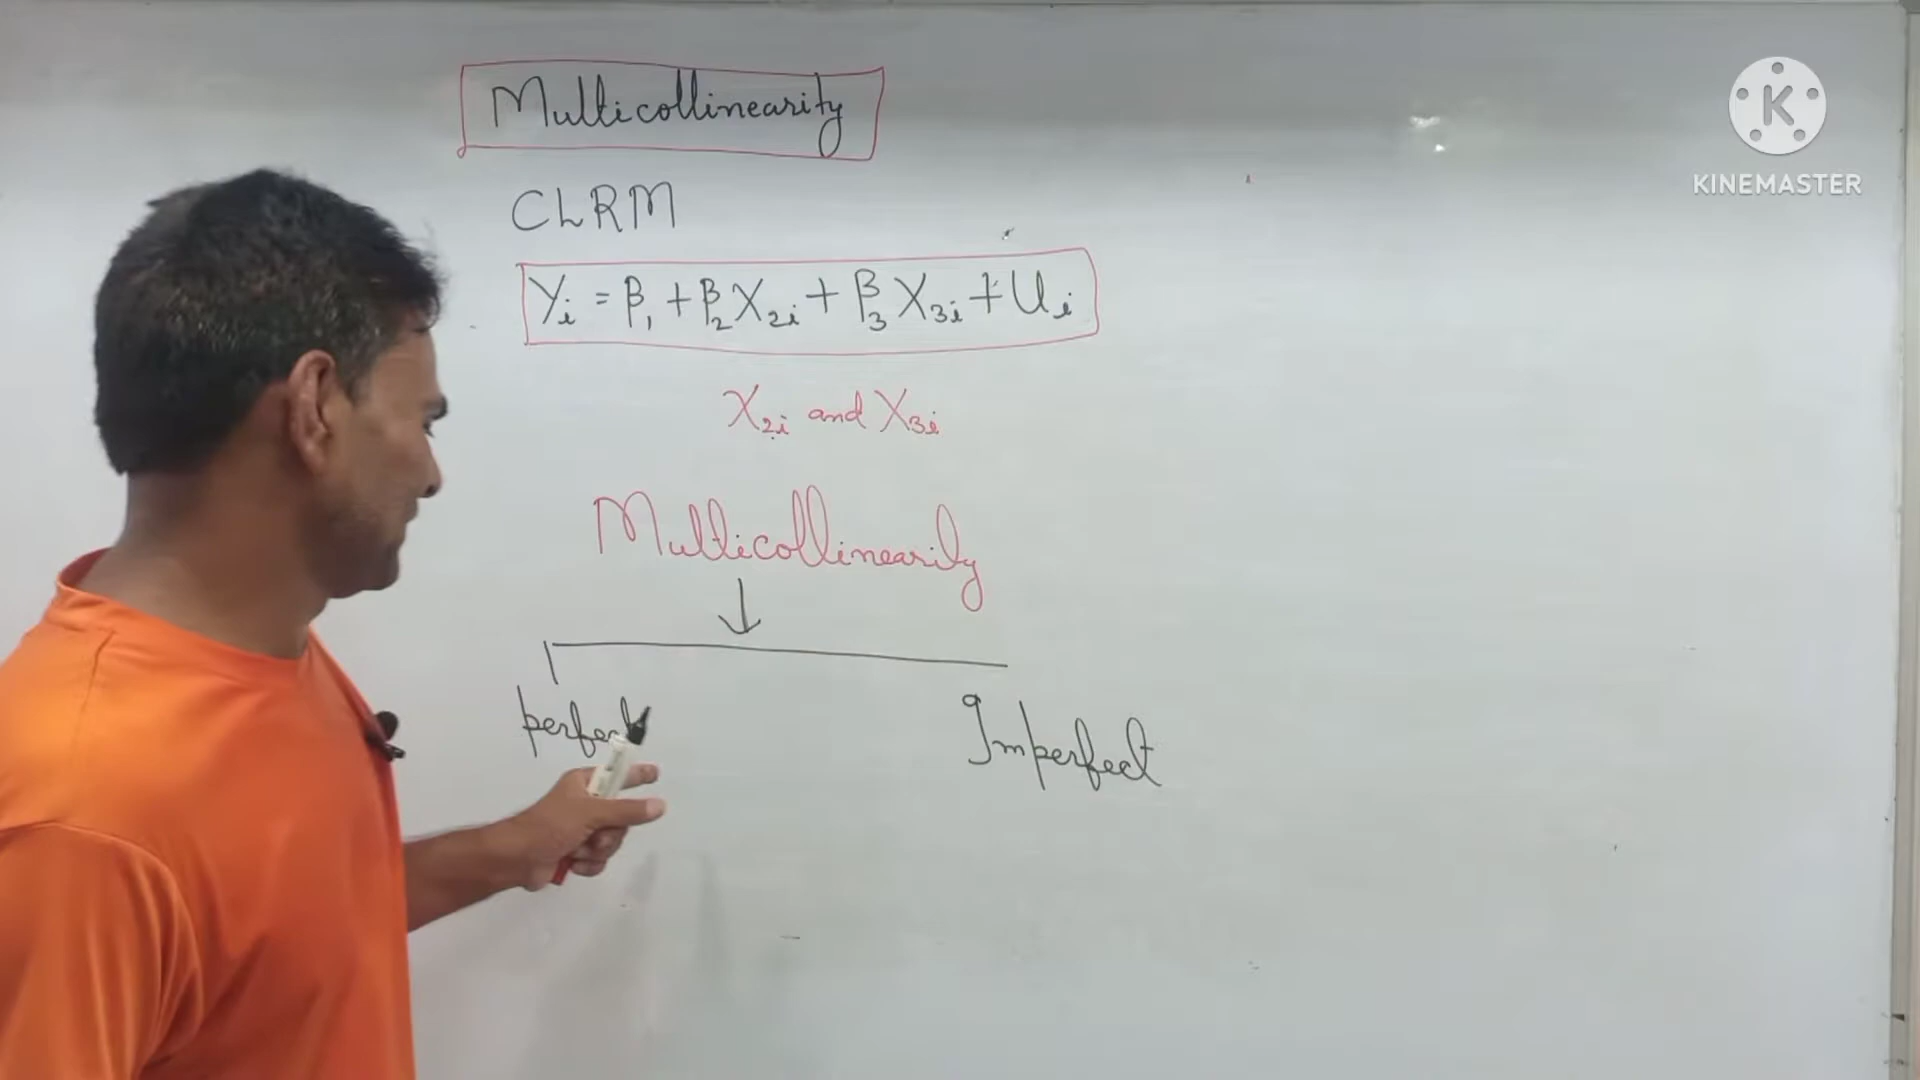 Multicollinearity
CLRM
Yi = β₁ + β₂ X₂i + β₃ X₃i + Ui
X₂i and X₃i
Multicollinearity
perfect
Imperfect
K
KINEMASTER